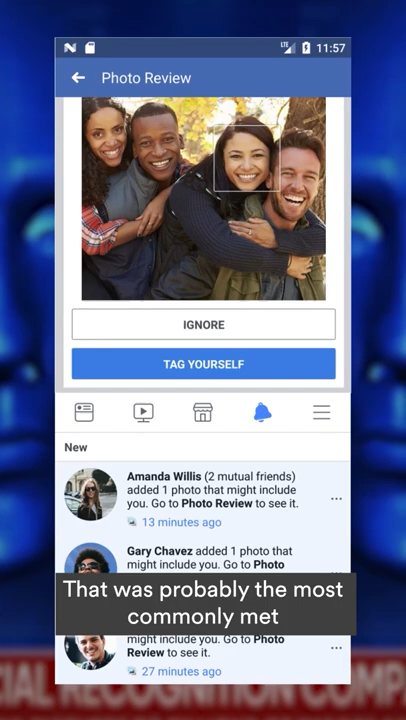 LTE 11:57
Photo Review
IGNORE
TAG YOURSELF
New
Amanda Willis (2 mutual friends)
added 1 photo that might include
you. Go to Photo Review to see it.
13 minutes ago
Gary Chavez added 1 photo that
might include you. Go to Photo
That was probably the most
commonly met
might include you. Go to Photo
Review to see it.
27 minutes ago
RECOGNITION